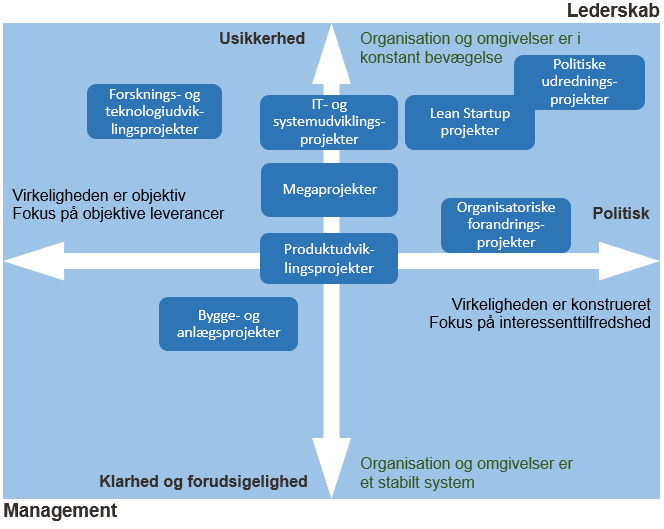 Lederskab
Usikkerhed
Organisation og omgivelser er i
konstant bevægelse
Politiske
udrednings-
projekter
Forsknings- og
teknologiudvik-
lingsprojekter
IT- og
systemudviklings-
projekter
Lean Startup
projekter
Megaprojekter
Virkeligheden er objektiv
Fokus på objektive leverancer
Organisatoriske
forandrings-
projekter
Politisk
Produktudvik-
lingsprojekter
Bygge- og
anlægsprojekter
Virkeligheden er konstrueret
Fokus på interessenttilfredshed
Klarhed og forudsigelighed
Organisation og omgivelser er
et stabilt system
Management